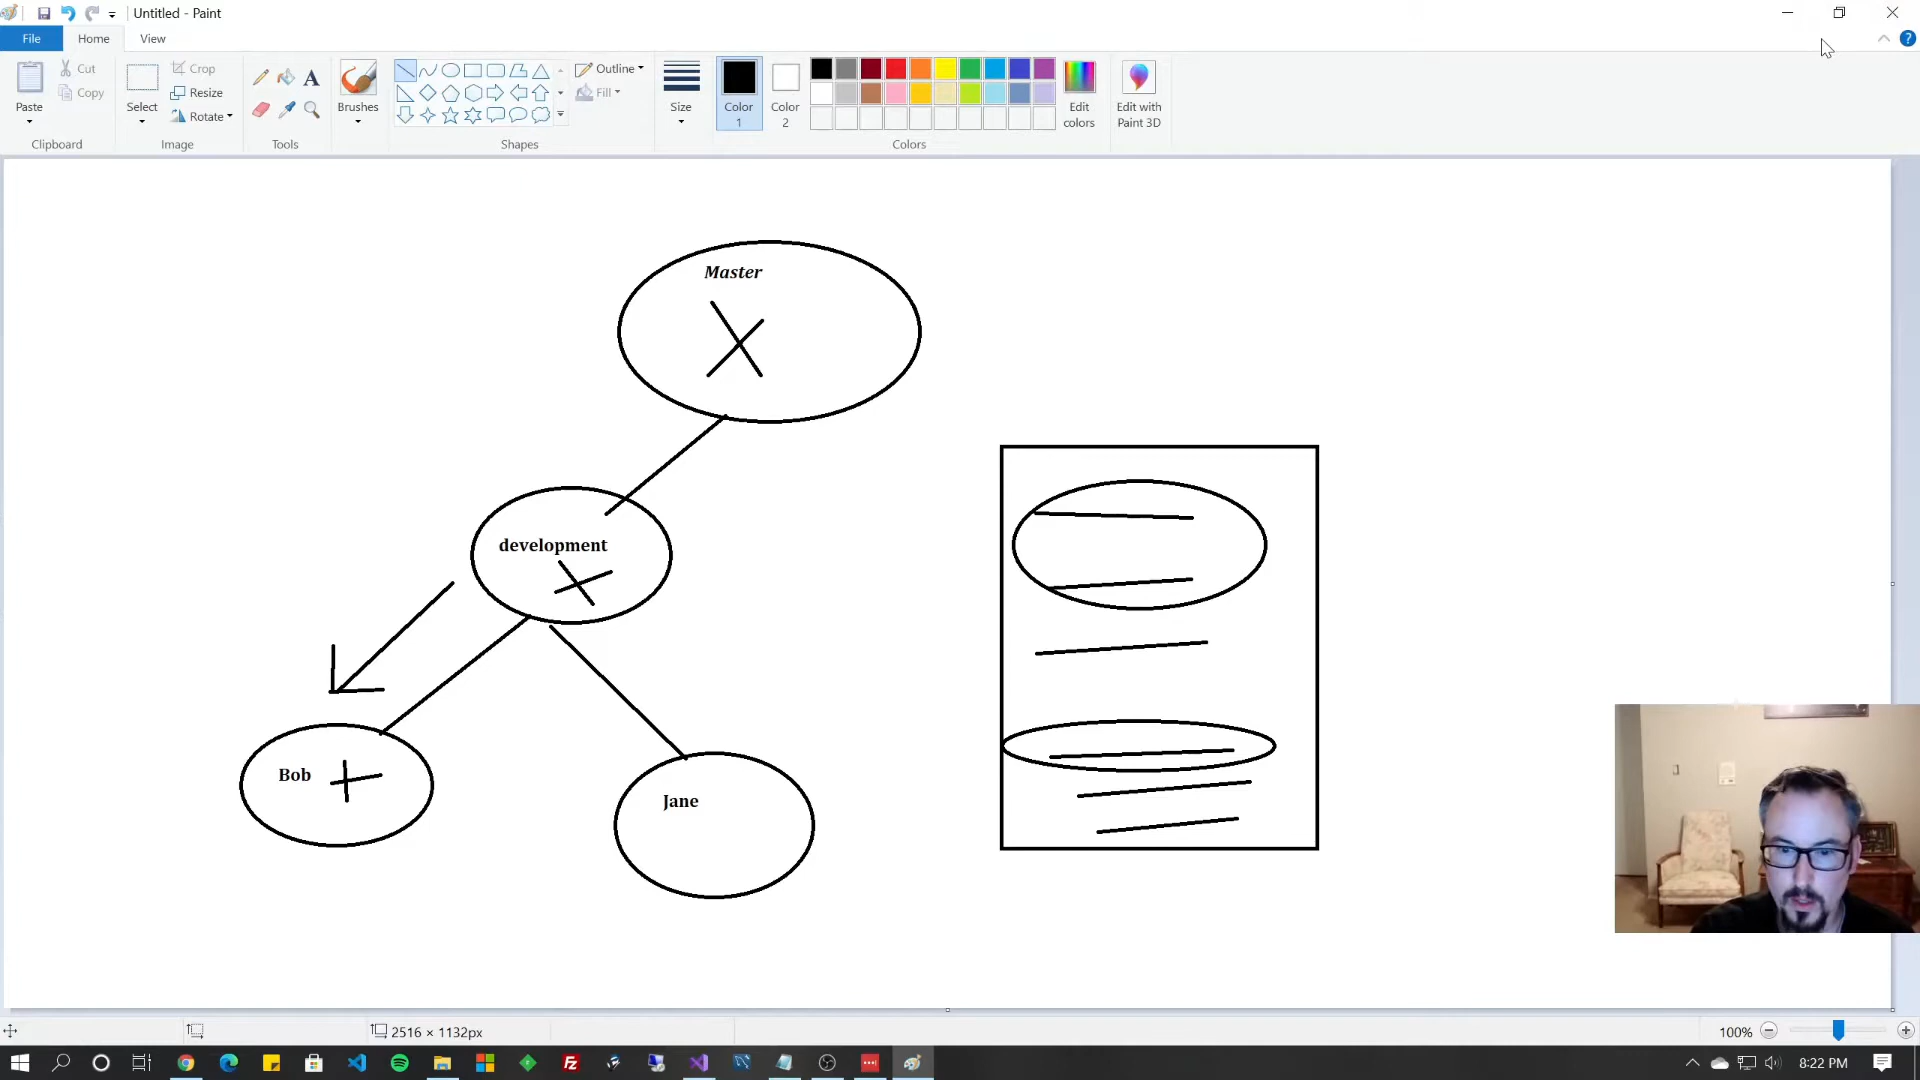 Untitled - Paint
File
Home
View
Paste
Cut
Copy
Clipboard
Select
Crop
Resize
Rotate
Image
A
Tools
Brushes
Outline
Fill
Shapes
Size
Color
1
Color
2
Edit
colors
Edit with
Paint 3D
Colors
?
Master
development
Bob
Jane
2516 × 1132px
100%
Fz
8:22 PM